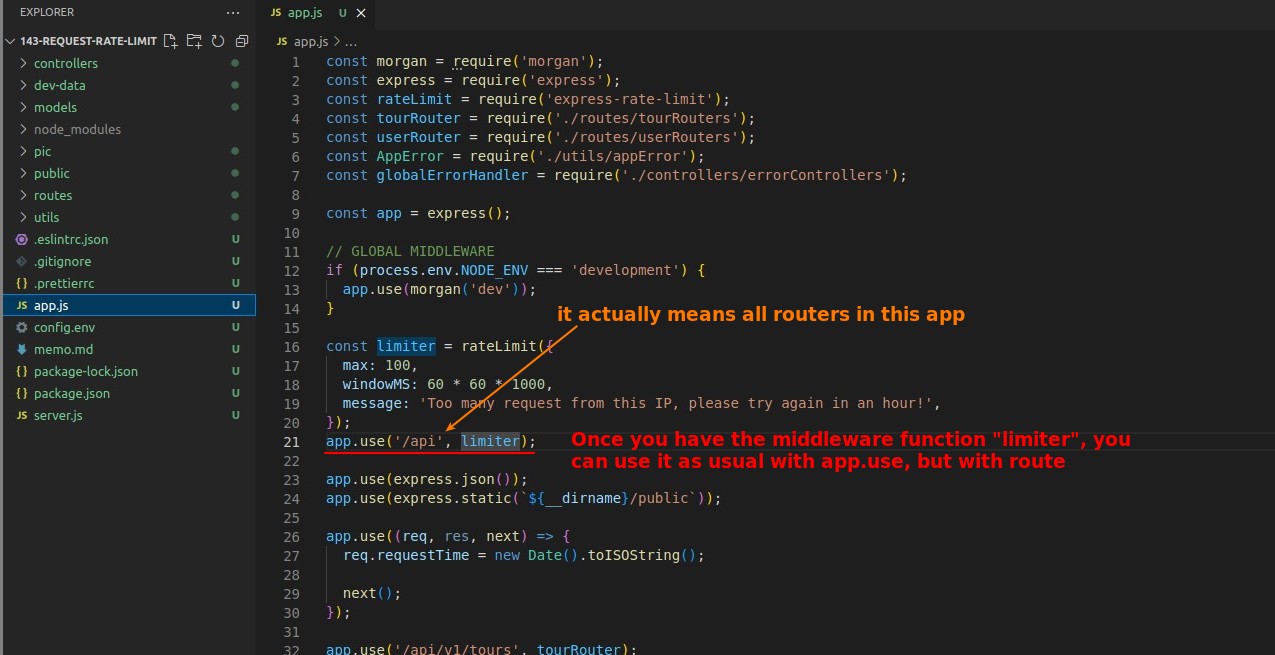 EXPLORER ...
143-REQUEST-RATE-LIMIT
controllers
dev-data
models
node_modules
pic
public
routes
utils
.eslintrc.json U
.gitignore U
{} .prettierrc U
JS app.js U
config.env U
memo.md U
{} package-lock.json U
{} package.json U
JS server.js U
JS app.js U
JS app.js > ...
1 const morgan = require('morgan');
2 const express = require('express');
3 const rateLimit = require('express-rate-limit');
4 const tourRouter = require('./routes/tourRouters');
5 const userRouter = require('./routes/userRouters');
6 const AppError = require('./utils/appError');
7 const globalErrorHandler = require('./controllers/errorControllers');
8
9 const app = express();
10
11 // GLOBAL MIDDLEWARE
12 if (process.env.NODE_ENV === 'development') {
13 app.use(morgan('dev'));
14 }
it actually means all routers in this app
15
16 const limiter = rateLimit({
17 max: 100,
18 windowMS: 60 * 60 * 1000,
19 message: 'Too many request from this IP, please try again in an hour!',
20 });
21 app.use('/api', limiter);
Once you have the middleware function "limiter", you
can use it as usual with app.use, but with route
22
23 app.use(express.json());
24 app.use(express.static(`${__dirname}/public`));
25
26 app.use((req, res, next) => {
27 req.requestTime = new Date().toISOString();
28
29 next();
30 });
31
32 app.use('/api/v1/tours', tourRouter);